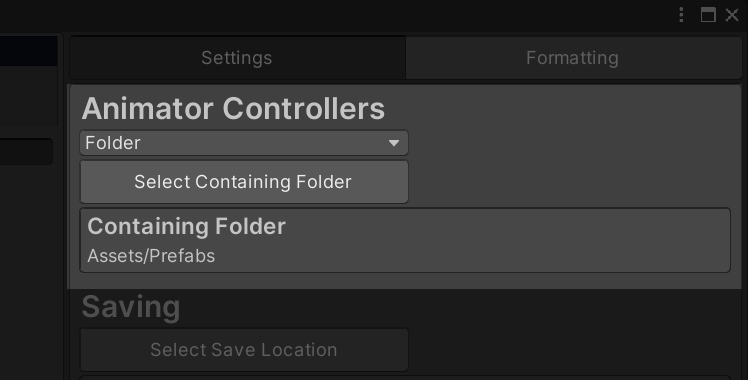 Settings
Formatting
Animator Controllers
Folder
Select Containing Folder
Containing Folder
Assets/Prefabs
Saving
Select Save Location